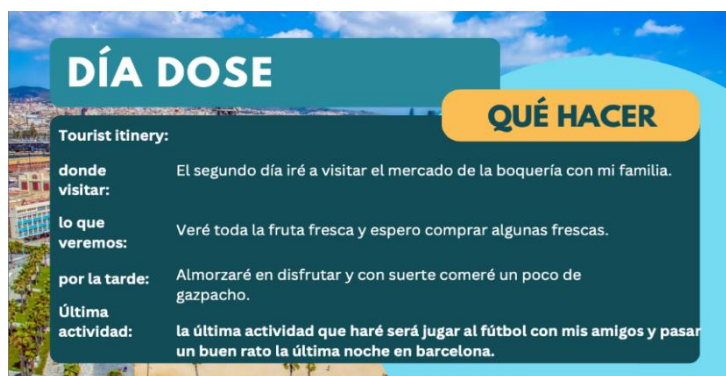 DÍA DOSE
QUÉ HACER
Tourist itinery:
donde
visitar:
El segundo día iré a visitar el mercado de la boquería con mi familia.
lo que
veremos:
Veré toda la fruta fresca y espero comprar algunas frescas.
por la tarde:
Almorzaré en disfrutar y con suerte comeré un poco de
gazpacho.
Última
actividad:
la última actividad que haré será jugar al fútbol con mis amigos y pasar
un buen rato la última noche en barcelona.